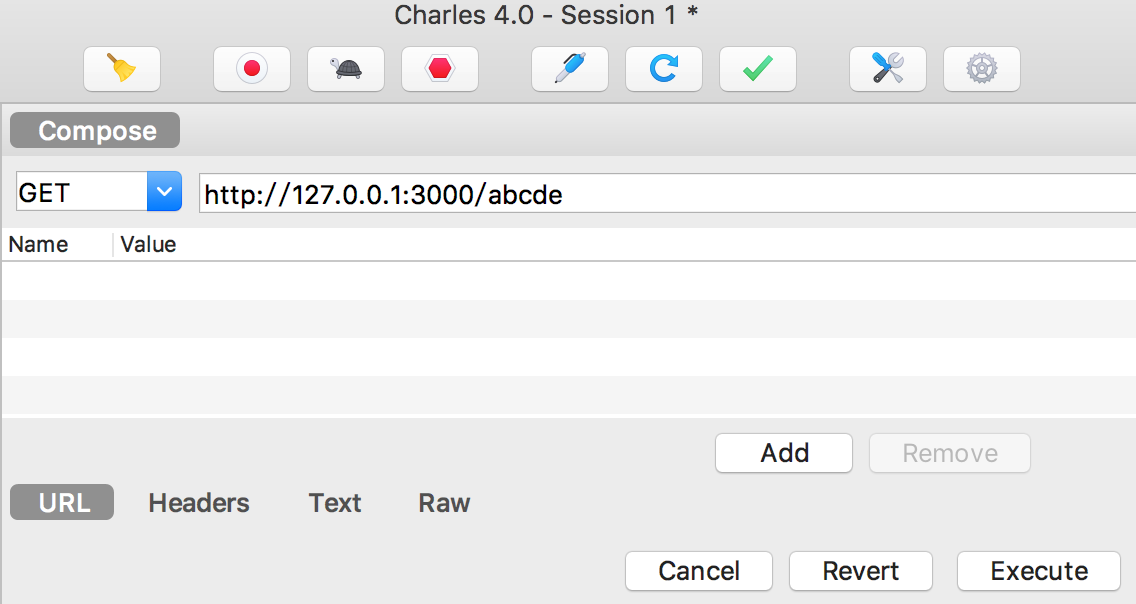 Charles 4.0 - Session 1 *
Compose
GET http://127.0.0.1:3000/abcde
Name Value
Add Remove
URL Headers Text Raw
Cancel Revert Execute